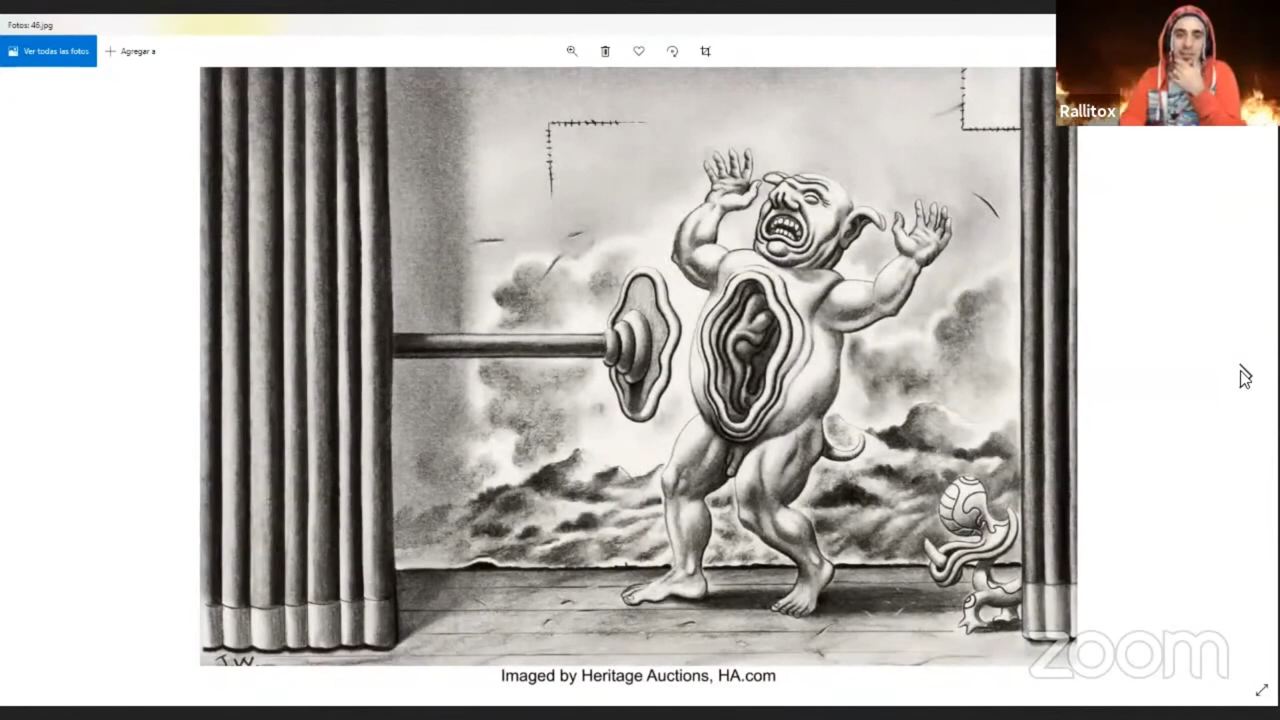 Fotos: 46.jpg
Ver todas las fotos
Agregar a
Rallitox
J.W.
Imaged by Heritage Auctions, HA.com
zoom